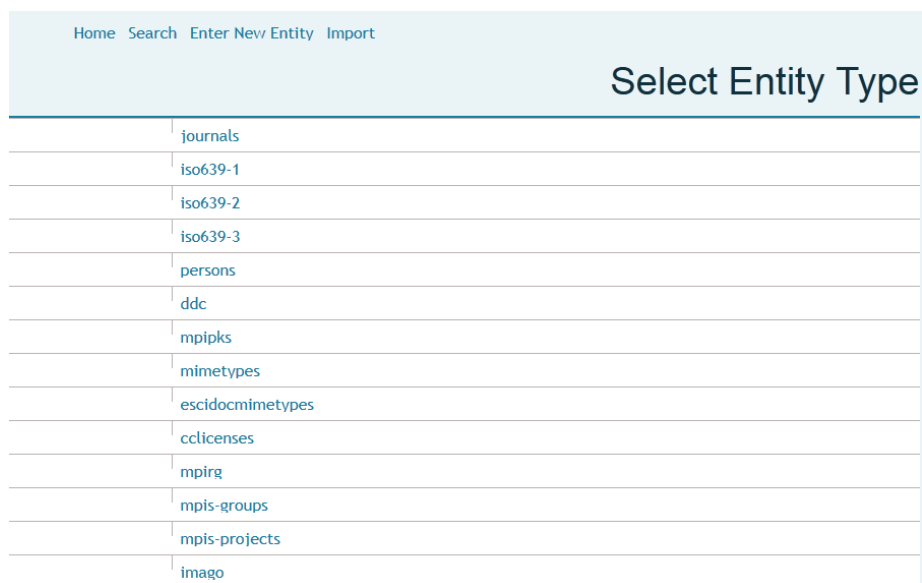 Home Search Enter New Entity Import
Select Entity Type
journals
iso639-1
iso639-2
iso639-3
persons
ddc
mpipks
mimetypes
escidocmimetypes
cclicenses
mpirg
mpis-groups
mpis-projects
imago